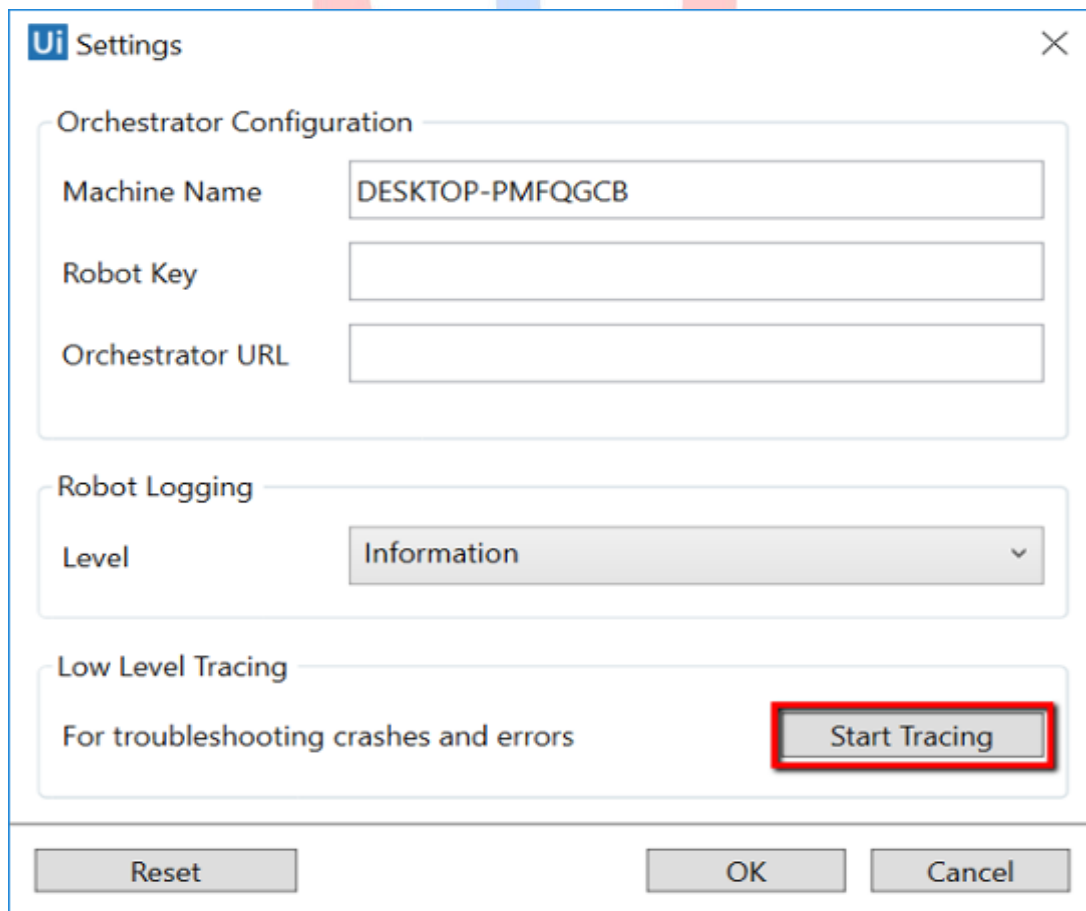 Ui Settings
Orchestrator Configuration
Machine Name DESKTOP-PMFQGCB
Robot Key
Orchestrator URL
Robot Logging
Level Information
Low Level Tracing
For troubleshooting crashes and errors Start Tracing
Reset OK Cancel